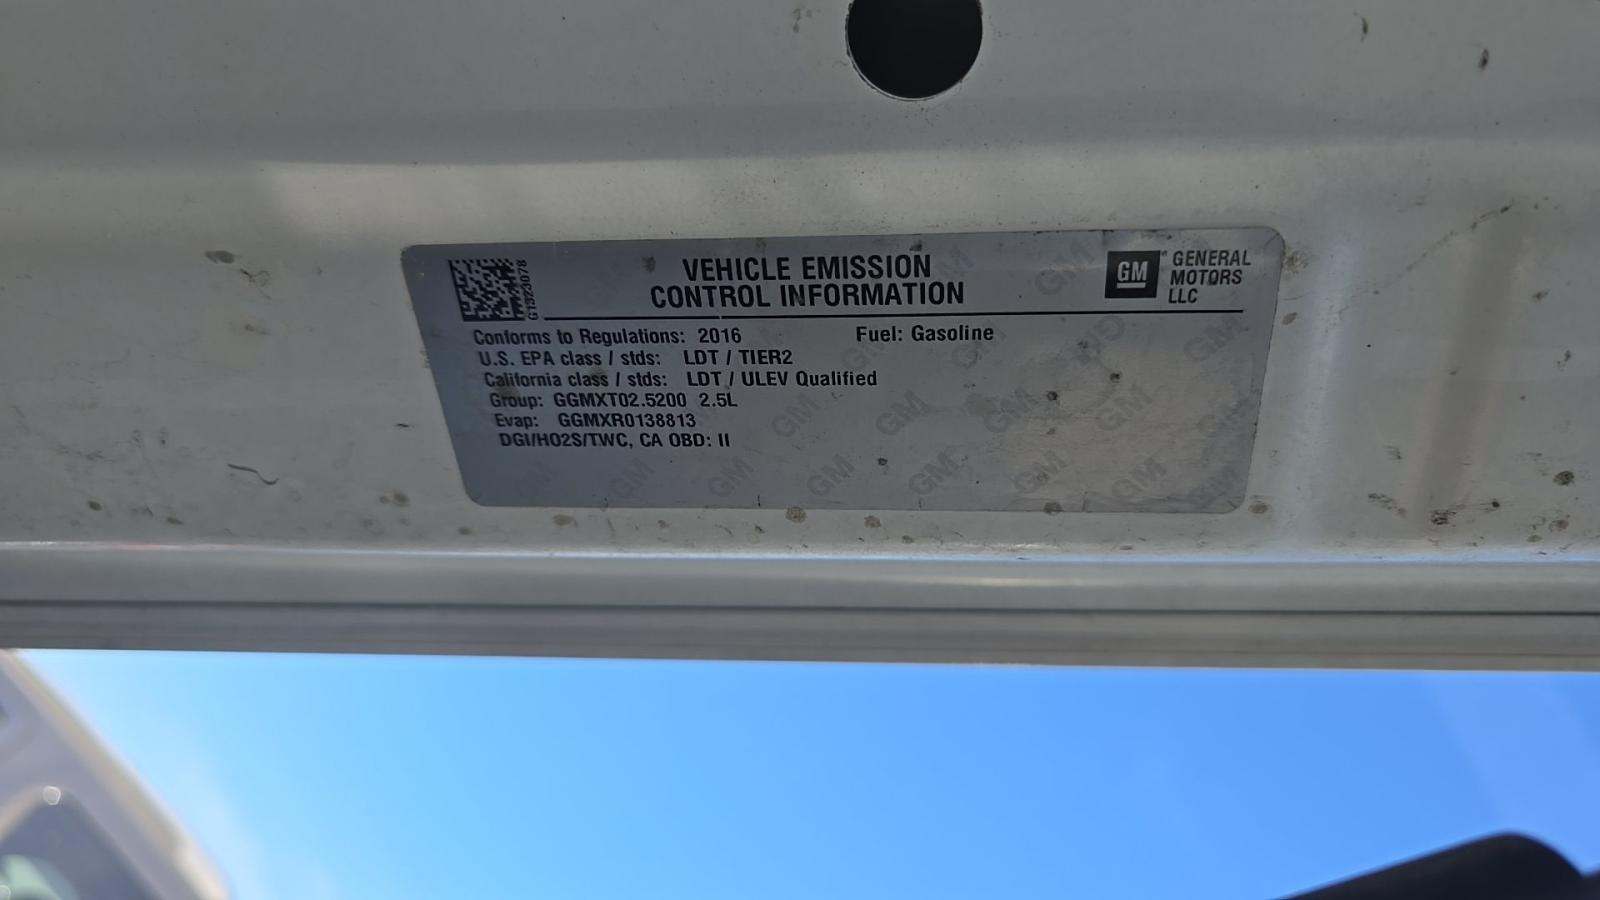 VEHICLE EMISSION
CONTROL INFORMATION
GM GENERAL
MOTORS
LLC
Conforms to Regulations: 2016 Fuel: Gasoline
U.S. EPA class / stds: LDT / TIER2
California class / stds: LDT / ULEV Qualified
Group: GGMXT02.5200 2.5L
Evap: GGMXR0138813
DGI/HO2S/TWC, CA OBD: II